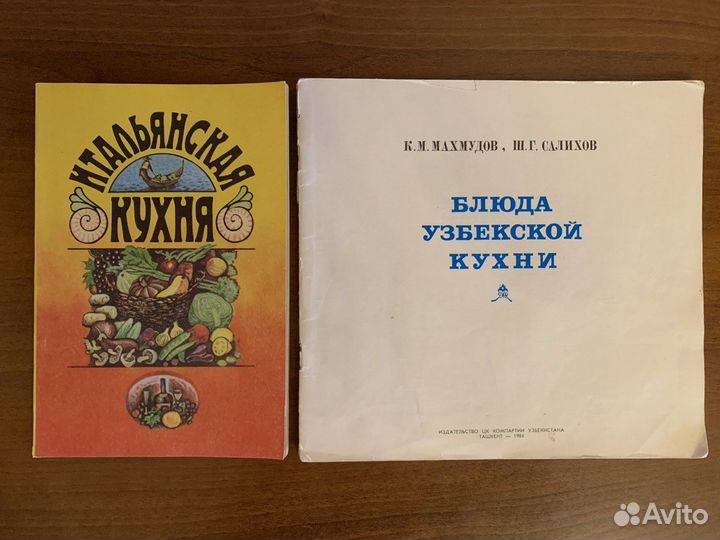 ИТАЛЬЯНСКАЯ
КУХНЯ
К. М. МАХМУДОВ, Ш. Г. САЛИХОВ
БЛЮДА
УЗБЕКСКОЙ
КУХНИ
ИЗДАТЕЛЬСТВО ЦК КОМПАРТИИ УЗБЕКИСТАНА
ТАШКЕНТ — 1984
Avito